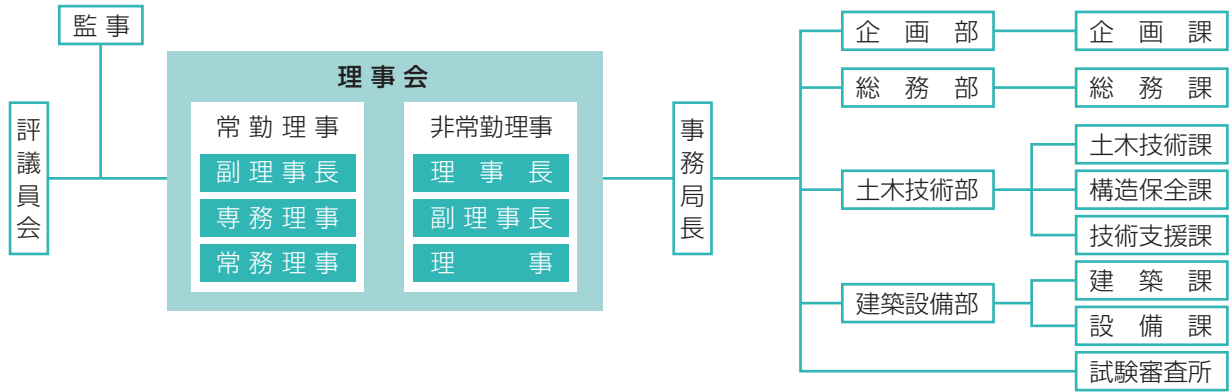 監事
評議員会
理事会
常勤理事
副理事長
専務理事
常務理事
非常勤理事
理事長
副理事長
理事
事務局長
企画部
企画課
総務部
総務課
土木技術部
土木技術課
構造保全課
技術支援課
建築設備部
建築課
設備課
試験審査所